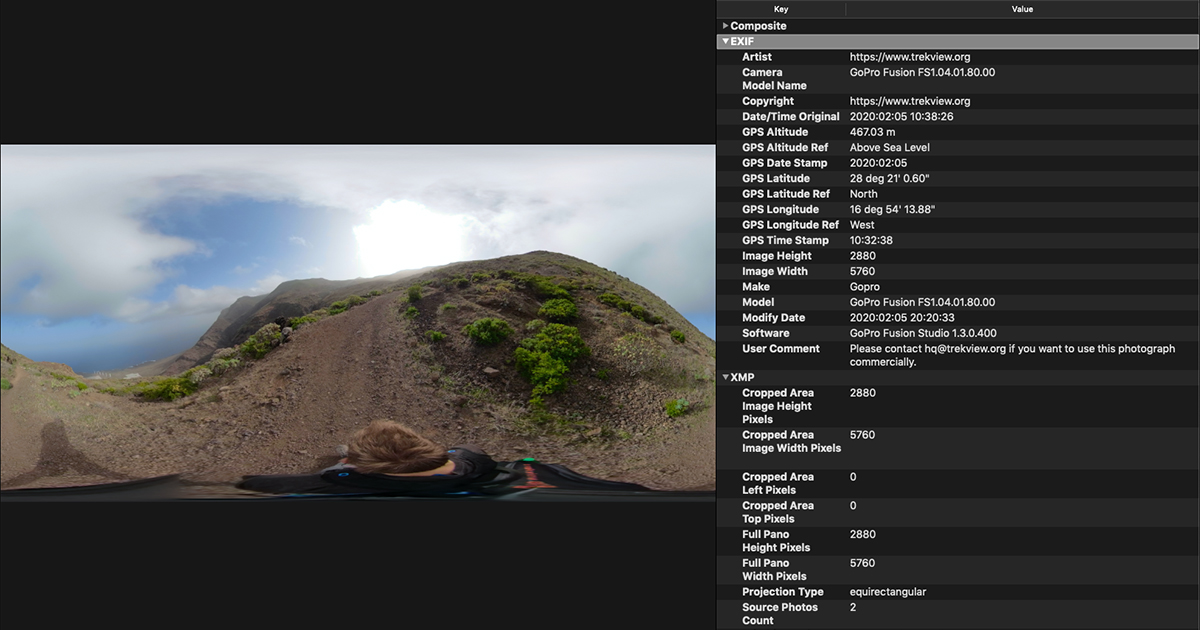 Key Value
Composite
EXIF
Artist https://www.trekview.org
Camera GoPro Fusion FS1.04.01.80.00
Model Name
Copyright https://www.trekview.org
Date/Time Original 2020:02:05 10:38:26
GPS Altitude 467.03 m
GPS Altitude Ref Above Sea Level
GPS Date Stamp 2020:02:05
GPS Latitude 28 deg 21' 0.60"
GPS Latitude Ref North
GPS Longitude 16 deg 54' 13.88"
GPS Longitude Ref West
GPS Time Stamp 10:32:38
Image Height 2880
Image Width 5760
Make Gopro
Model GoPro Fusion FS1.04.01.80.00
Modify Date 2020:02:05 20:20:33
Software GoPro Fusion Studio 1.3.0.400
User Comment Please contact hq@trekview.org if you want to use this photograph
commercially.
XMP
Cropped Area 2880
Image Height
Pixels
Cropped Area 5760
Image Width Pixels
Cropped Area 0
Left Pixels
Cropped Area 0
Top Pixels
Full Pano 2880
Height Pixels
Full Pano 5760
Width Pixels
Projection Type equirectangular
Source Photos 2
Count